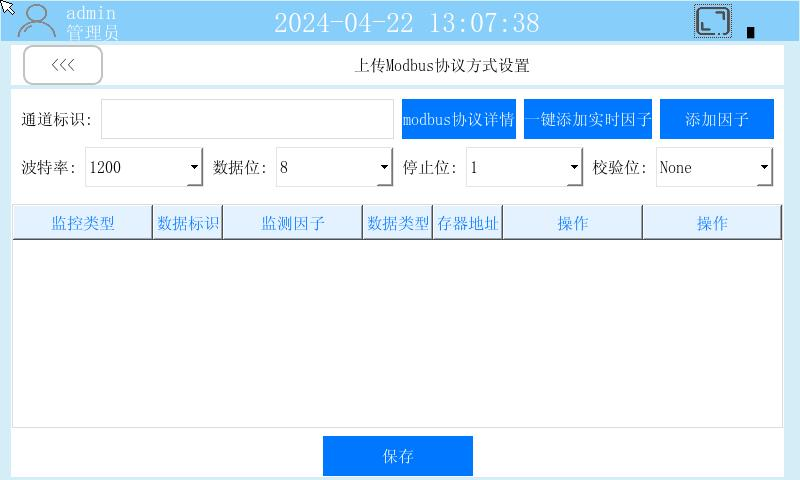 admin
管理员
2024-04-22 13:07:38
<<<
上传Modbus协议方式设置
通道标识:
modbus协议详情
一键添加实时因子
添加因子
波特率: 1200 数据位: 8 停止位: 1 校验位: None
监控类型 数据标识 监测因子 数据类型 存器地址 操作 操作
保存